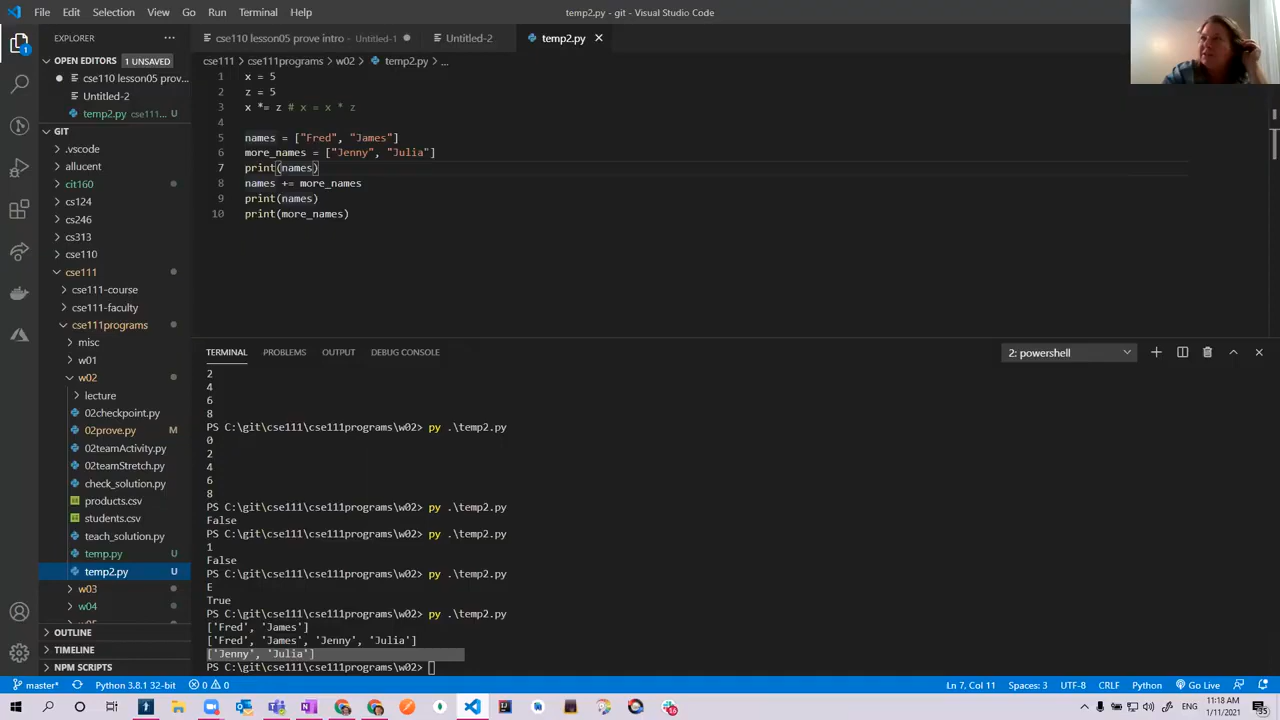 File Edit Selection View Go Run Terminal Help
temp2.py - git - Visual Studio Code
EXPLORER
OPEN EDITORS 1 UNSAVED
cse110 lesson05 prov...
Untitled-2
temp2.py cse111... U
GIT
.vscode
allucent
cit160
cs124
cs246
cs313
cse110
cse111
cse111-course
cse111-faculty
cse111programs
misc
w01
w02
lecture
02checkpoint.py
02prove.py M
02teamActivity.py
02teamStretch.py
check_solution.py
products.csv
students.csv
teach_solution.py
temp.py U
temp2.py U
w03
w04
OUTLINE
TIMELINE
NPM SCRIPTS
cse110 lesson05 prove intro Untitled-1
Untitled-2
temp2.py
cse111 > cse111programs > w02 > temp2.py > ...
1 x = 5
2 z = 5
3 x *= z # x = x * z
4
5 names = ["Fred", "James"]
6 more_names = ["Jenny", "Julia"]
7 print(names)
8 names += more_names
9 print(names)
10 print(more_names)
TERMINAL PROBLEMS OUTPUT DEBUG CONSOLE
2: powershell
2
4
6
8
PS C:\git\cse111\cse111programs\w02> py .\temp2.py
0
2
4
6
8
PS C:\git\cse111\cse111programs\w02> py .\temp2.py
False
PS C:\git\cse111\cse111programs\w02> py .\temp2.py
1
False
PS C:\git\cse111\cse111programs\w02> py .\temp2.py
E
True
PS C:\git\cse111\cse111programs\w02> py .\temp2.py
['Fred', 'James']
['Fred', 'James', 'Jenny', 'Julia']
['Jenny', 'Julia']
PS C:\git\cse111\cse111programs\w02>
master* Python 3.8.1 32-bit 0 0
Ln 7, Col 11 Spaces: 3 UTF-8 CRLF Python Go Live
ENG
11:18 AM
1/11/2021